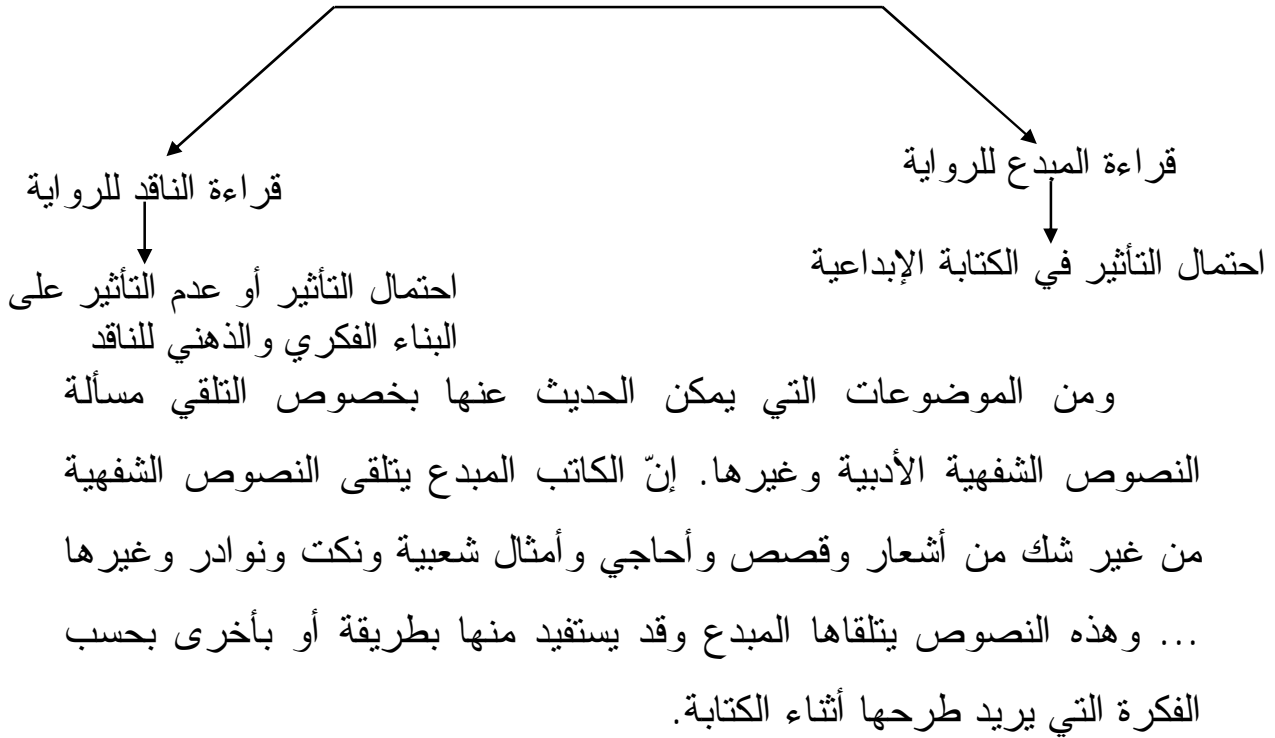 قراءة المبدع للرواية
قراءة الناقد للرواية
احتمال التأثير في الكتابة الإبداعية
احتمال التأثير أو عدم التأثير على
البناء الفكري والذهني للناقد
ومن الموضوعات التي يمكن الحديث عنها بخصوص التلقي مسألة
النصوص الشفهية الأدبية وغيرها. إنّ الكاتب المبدع يتلقى النصوص الشفهية
من غير شك من أشعار وقصص وأحاجي وأمثال شعبية ونكت ونوادر وغيرها
... وهذه النصوص يتلقاها المبدع وقد يستفيد منها بطريقة أو بأخرى بحسب
الفكرة التي يريد طرحها أثناء الكتابة.